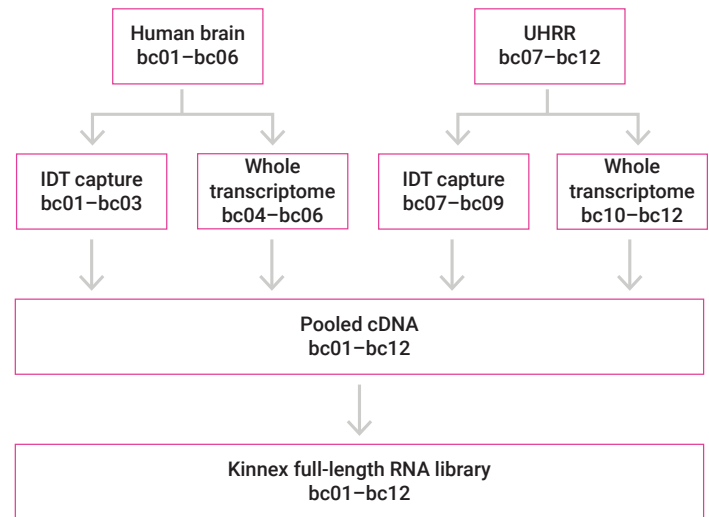 Human brain
bc01–bc06
UHRR
bc07–bc12
IDT capture
bc01–bc03
Whole
transcriptome
bc04–bc06
IDT capture
bc07–bc09
Whole
transcriptome
bc10–bc12
Pooled cDNA
bc01–bc12
Kinnex full-length RNA library
bc01–bc12